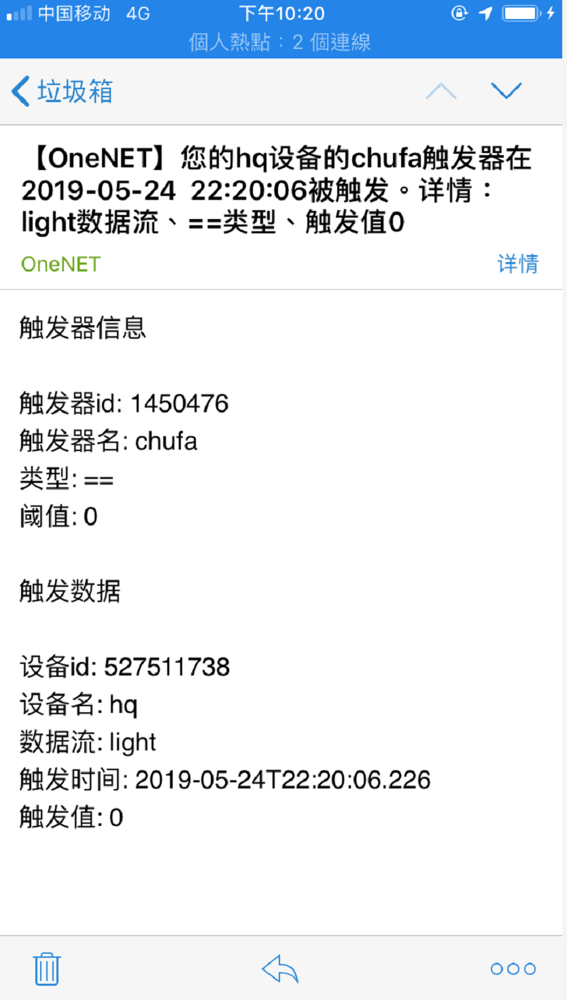 中国移动 4G 下午10:20
個人熱點：2 個連線
垃圾箱
【OneNET】您的hq设备的chufa触发器在
2019-05-24 22:20:06被触发。详情：
light数据流、==类型、触发值0
OneNET 详情
触发器信息
触发器id: 1450476
触发器名: chufa
类型: ==
阈值: 0
触发数据
设备id: 527511738
设备名: hq
数据流: light
触发时间: 2019-05-24T22:20:06.226
触发值: 0